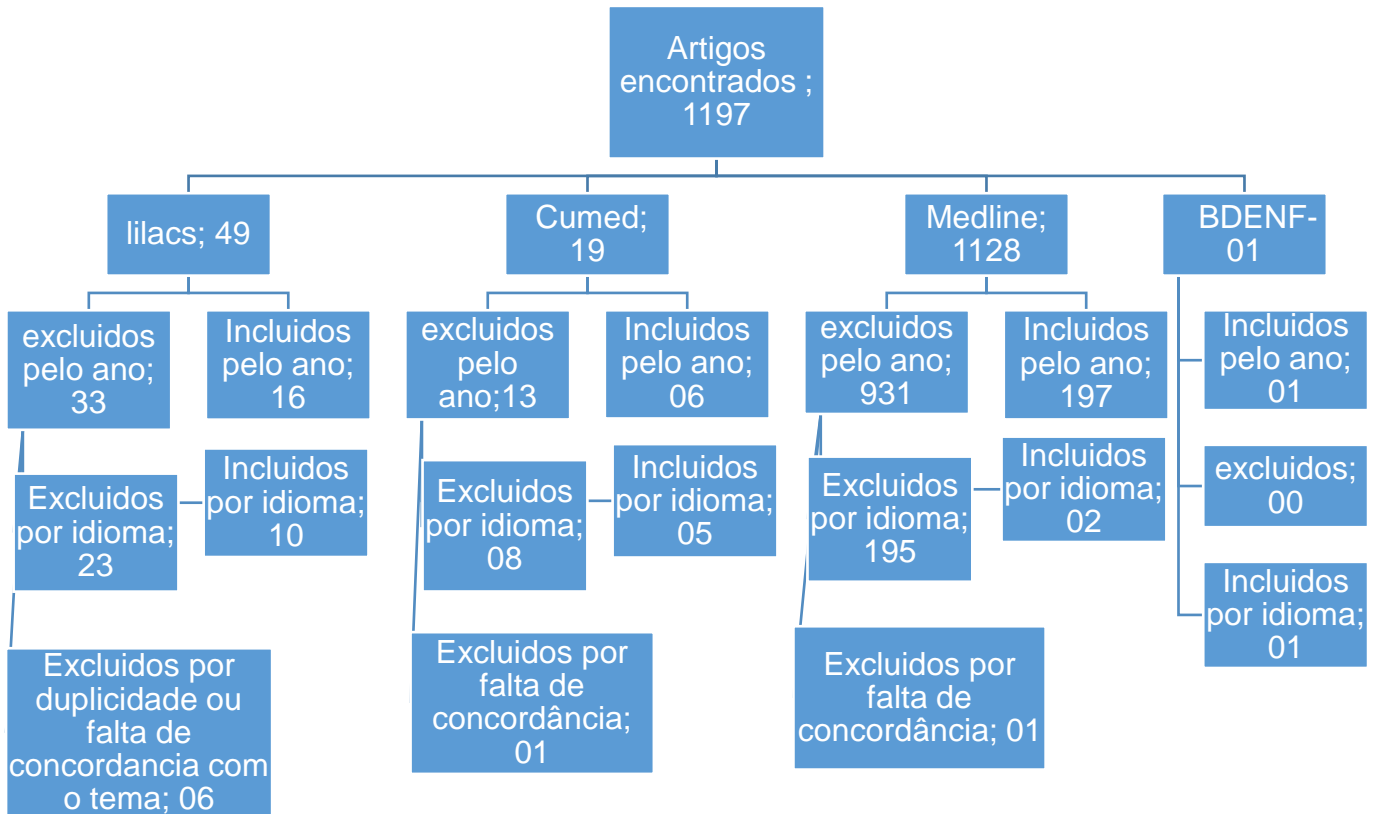 Artigos
encontrados ;
1197
lilacs; 49
Cumed;
19
Medline;
1128
BDENF-
01
excluidos
pelo ano;
33
Incluidos
pelo ano;
16
excluidos
pelo
ano;13
Incluidos
pelo ano;
06
excluidos
pelo ano;
931
Incluidos
pelo ano;
197
Incluidos
pelo ano;
01
Excluidos
por idioma;
23
Incluidos
por idioma;
10
Excluidos
por idioma;
08
Incluidos
por idioma;
05
Excluidos
por idioma;
195
Incluidos
por idioma;
02
excluidos;
00
Excluidos por
duplicidade ou
falta de
concordancia com
o tema; 06
Excluidos por
falta de
concordância;
01
Excluidos por
falta de
concordância; 01
Incluidos
por idioma;
01